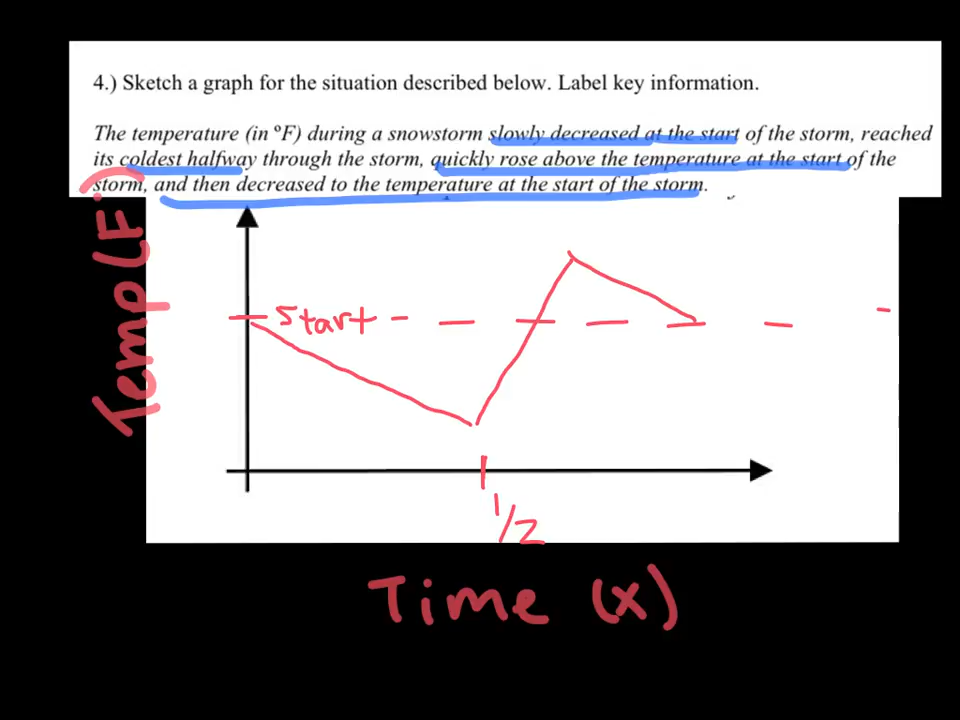 4.) Sketch a graph for the situation described below. Label key information.
The temperature (in °F) during a snowstorm slowly decreased at the start of the storm, reached
its coldest halfway through the storm, quickly rose above the temperature at the start of the
storm, and then decreased to the temperature at the start of the storm.
Temp (F)
Start
1/2
Time (x)